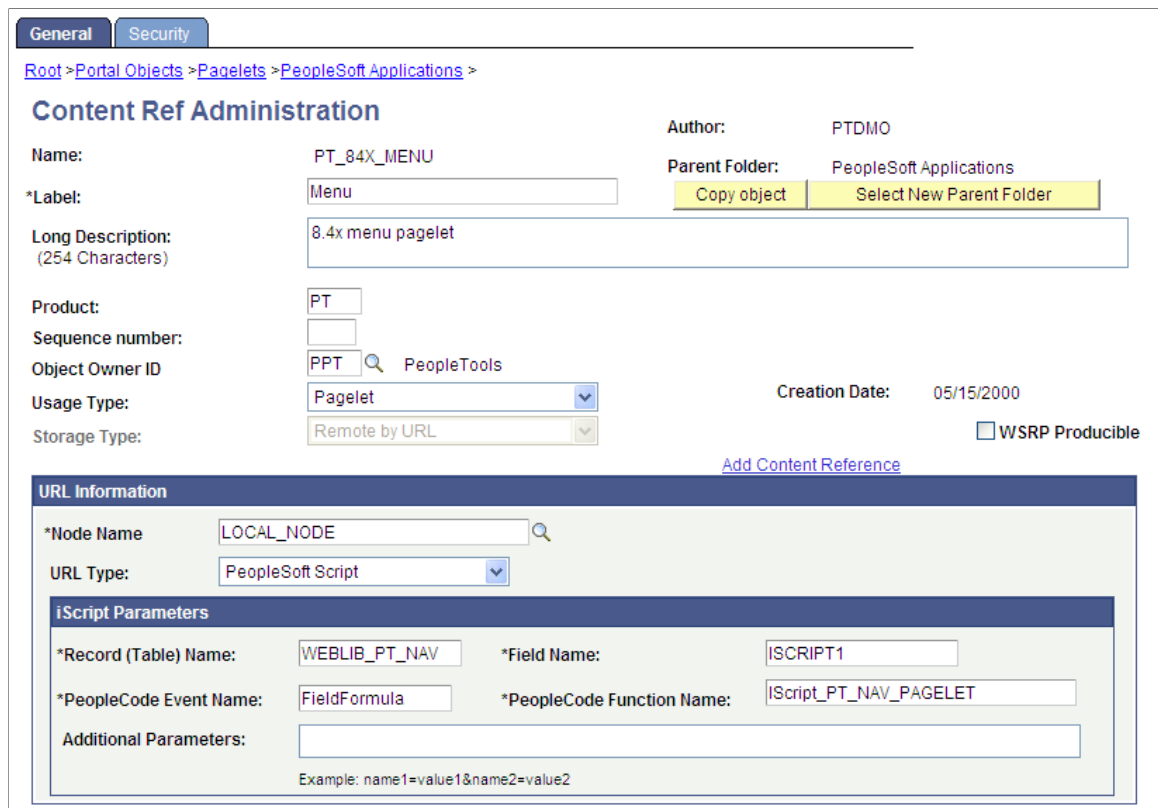 General Security
Root >Portal Objects >Pagelets >PeopleSoft Applications >
Content Ref Administration
Author: PTDMO
Name: PT_84X_MENU
Parent Folder: PeopleSoft Applications
*Label: Menu
Copy object Select New Parent Folder
Long Description: 8.4x menu pagelet
(254 Characters)
Product: PT
Sequence number:
Object Owner ID PPT PeopleTools
Usage Type: Pagelet
Creation Date: 05/15/2000
Storage Type: Remote by URL
WSRP Producible
Add Content Reference
URL Information
*Node Name LOCAL_NODE
URL Type: PeopleSoft Script
iScript Parameters
*Record (Table) Name: WEBLIB_PT_NAV *Field Name: ISCRIPT1
*PeopleCode Event Name: FieldFormula *PeopleCode Function Name: IScript_PT_NAV_PAGELET
Additional Parameters:
Example: name1=value1&name2=value2